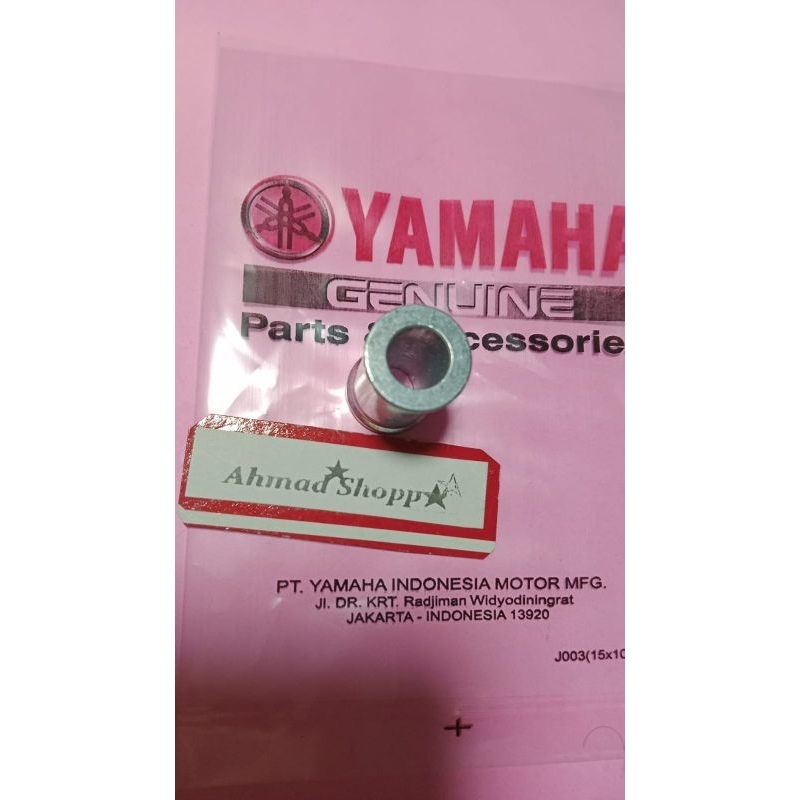 YAMAHA
GENUINE
Parts & ccessorie
Ahmad Shopp
PT. YAMAHA INDONESIA MOTOR MFG.
Jl. DR. KRT. Radjiman Widyodiningrat
JAKARTA - INDONESIA 13920
J003(15x10